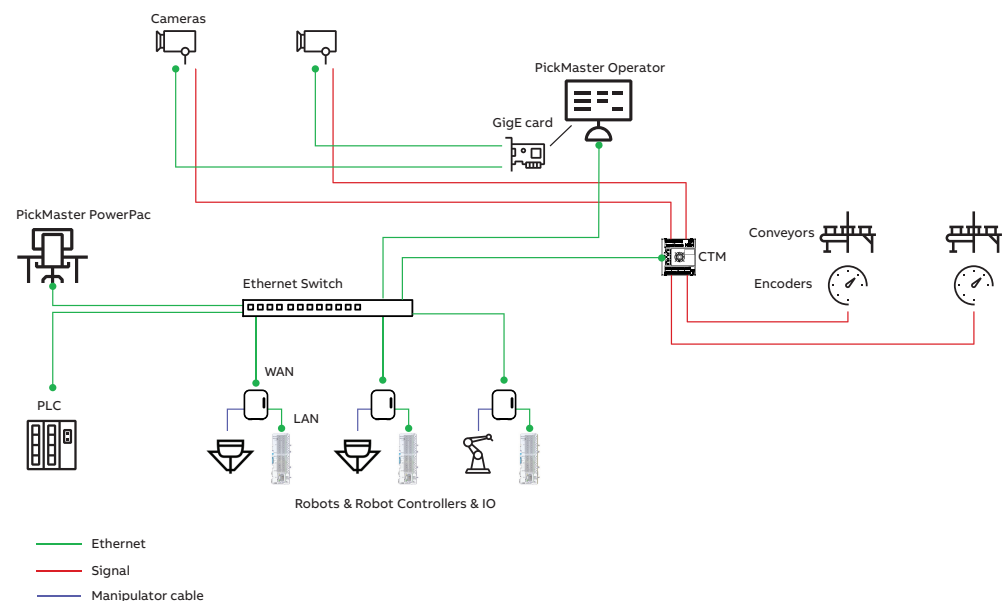 Cameras
PickMaster Operator
GigE card
PickMaster PowerPac
Conveyors
CTM
Encoders
Ethernet Switch
WAN
PLC
LAN
Robots & Robot Controllers & IO
Ethernet
Signal
Manipulator cable